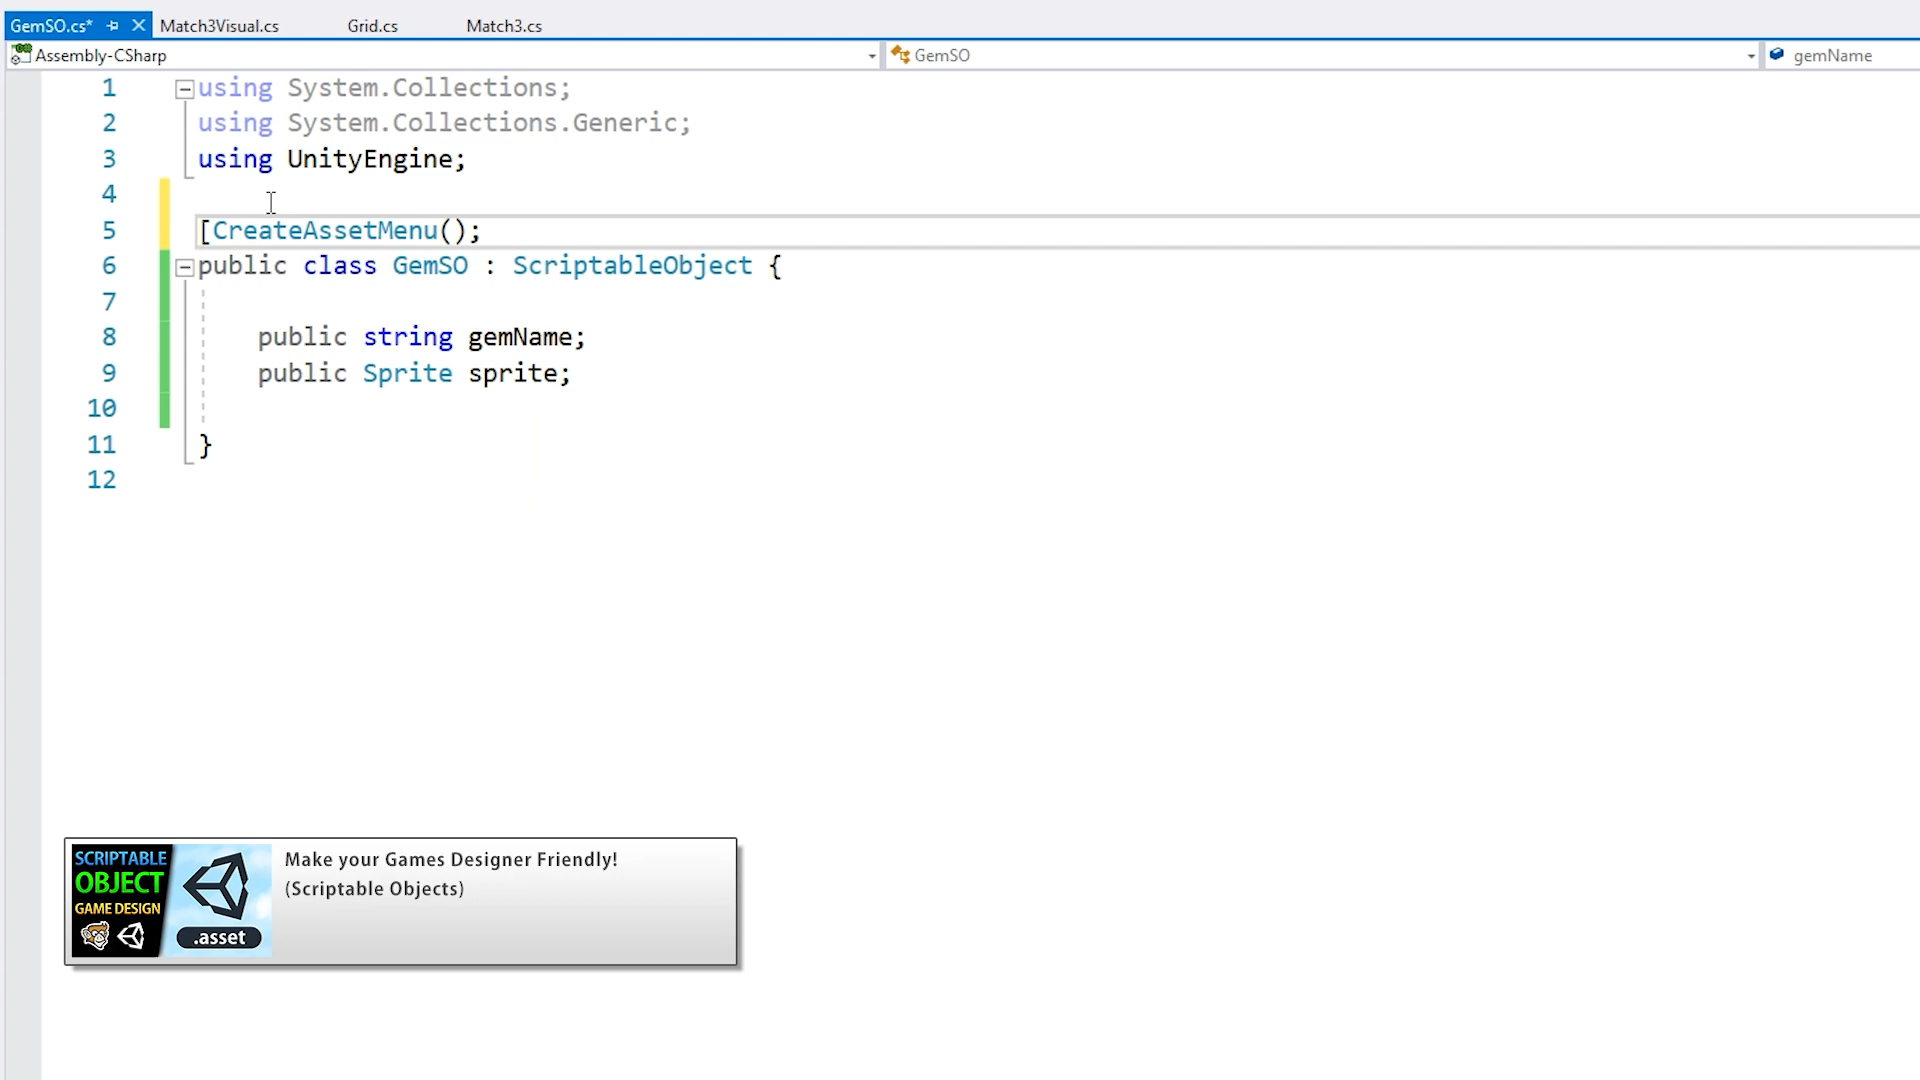 GemSO.cs* Match3Visual.cs Grid.cs Match3.cs
Assembly-CSharp GemSO gemName
1 using System.Collections;
2 using System.Collections.Generic;
3 using UnityEngine;
4
5 [CreateAssetMenu();
6 public class GemSO : ScriptableObject {
7
8 public string gemName;
9 public Sprite sprite;
10
11 }
12
SCRIPTABLE
OBJECT
GAME DESIGN
.asset
Make your Games Designer Friendly!
(Scriptable Objects)